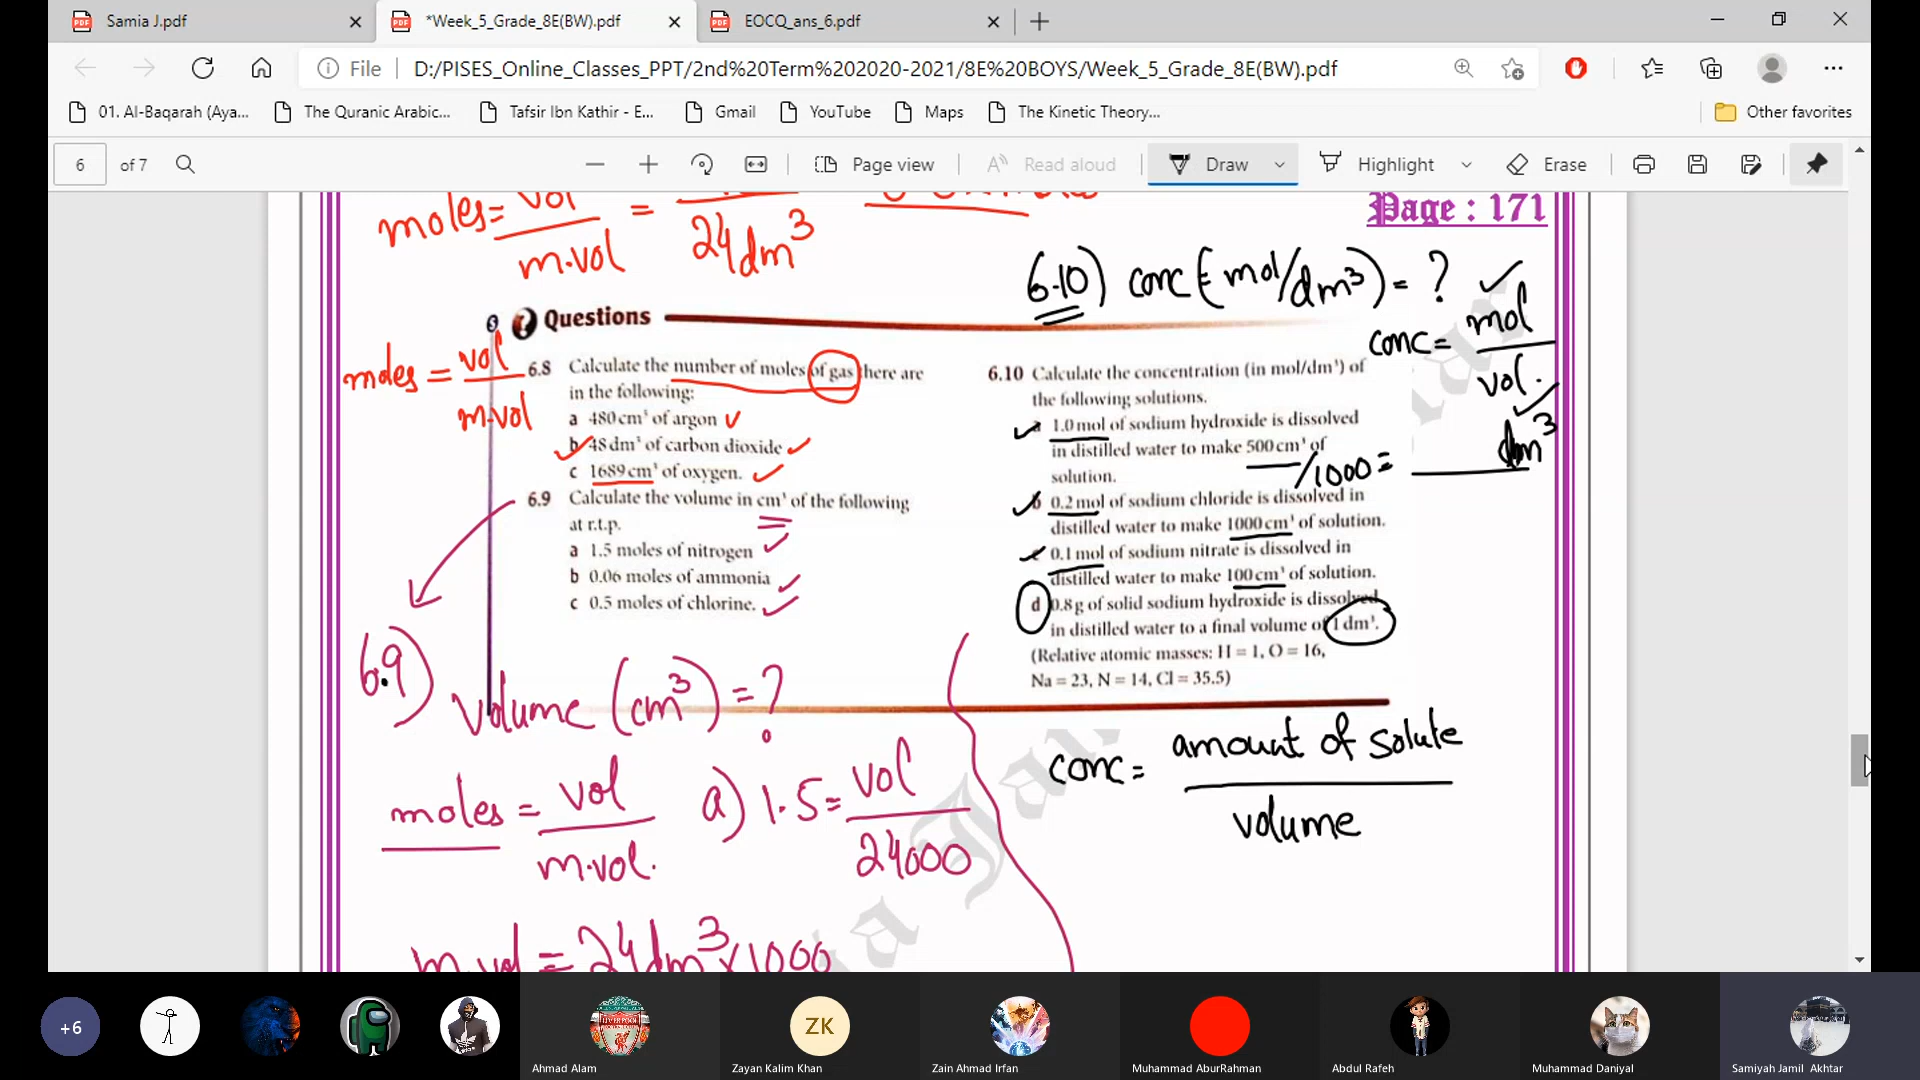 Samia J.pdf
*Week_5_Grade_8E(BW).pdf
EOCQ_ans_6.pdf
File D:/PISES_Online_Classes_PPT/2nd%20Term%202020-2021/8E%20BOYS/Week_5_Grade_8E(BW).pdf
01. Al-Baqarah (Aya...
The Quranic Arabic...
Tafsir Ibn Kathir - E...
Gmail
YouTube
Maps
The Kinetic Theory...
Other favorites
6 of 7
Page view
Read aloud
Draw
Highlight
Erase
moles = vol / m.vol = 24dm³
Page : 171
6.10) conc (mol/dm³) = ?
conc = mol / vol.
dm³
Questions
moles = vol / m.vol
6.8 Calculate the number of moles of gas there are
in the following:
a 480 cm³ of argon
b 48 dm³ of carbon dioxide
c 1689 cm³ of oxygen.
6.9 Calculate the volume in cm³ of the following
at r.t.p.
a 1.5 moles of nitrogen
b 0.06 moles of ammonia
c 0.5 moles of chlorine.
6.10 Calculate the concentration (in mol/dm³) of
the following solutions.
a 1.0 mol of sodium hydroxide is dissolved
in distilled water to make 500 cm³ of
solution.
/1000 =
b 0.2 mol of sodium chloride is dissolved in
distilled water to make 1000 cm³ of solution.
c 0.1 mol of sodium nitrate is dissolved in
distilled water to make 100 cm³ of solution.
d 0.8 g of solid sodium hydroxide is dissolved
in distilled water to a final volume of 1 dm³.
(Relative atomic masses: H = 1, O = 16,
Na = 23, N = 14, Cl = 35.5)
6.9)
volume (cm³) = ?
moles = vol / m.vol.
a) 1.5 = vol / 24000
m.vol = 24dm³ x 1000
conc = amount of solute / volume
+6
ZK
Ahmad Alam
Zayan Kalim Khan
Zain Ahmad Irfan
Muhammad AburRahman
Abdul Rafeh
Muhammad Daniyal
Samiyah Jamil Akhtar